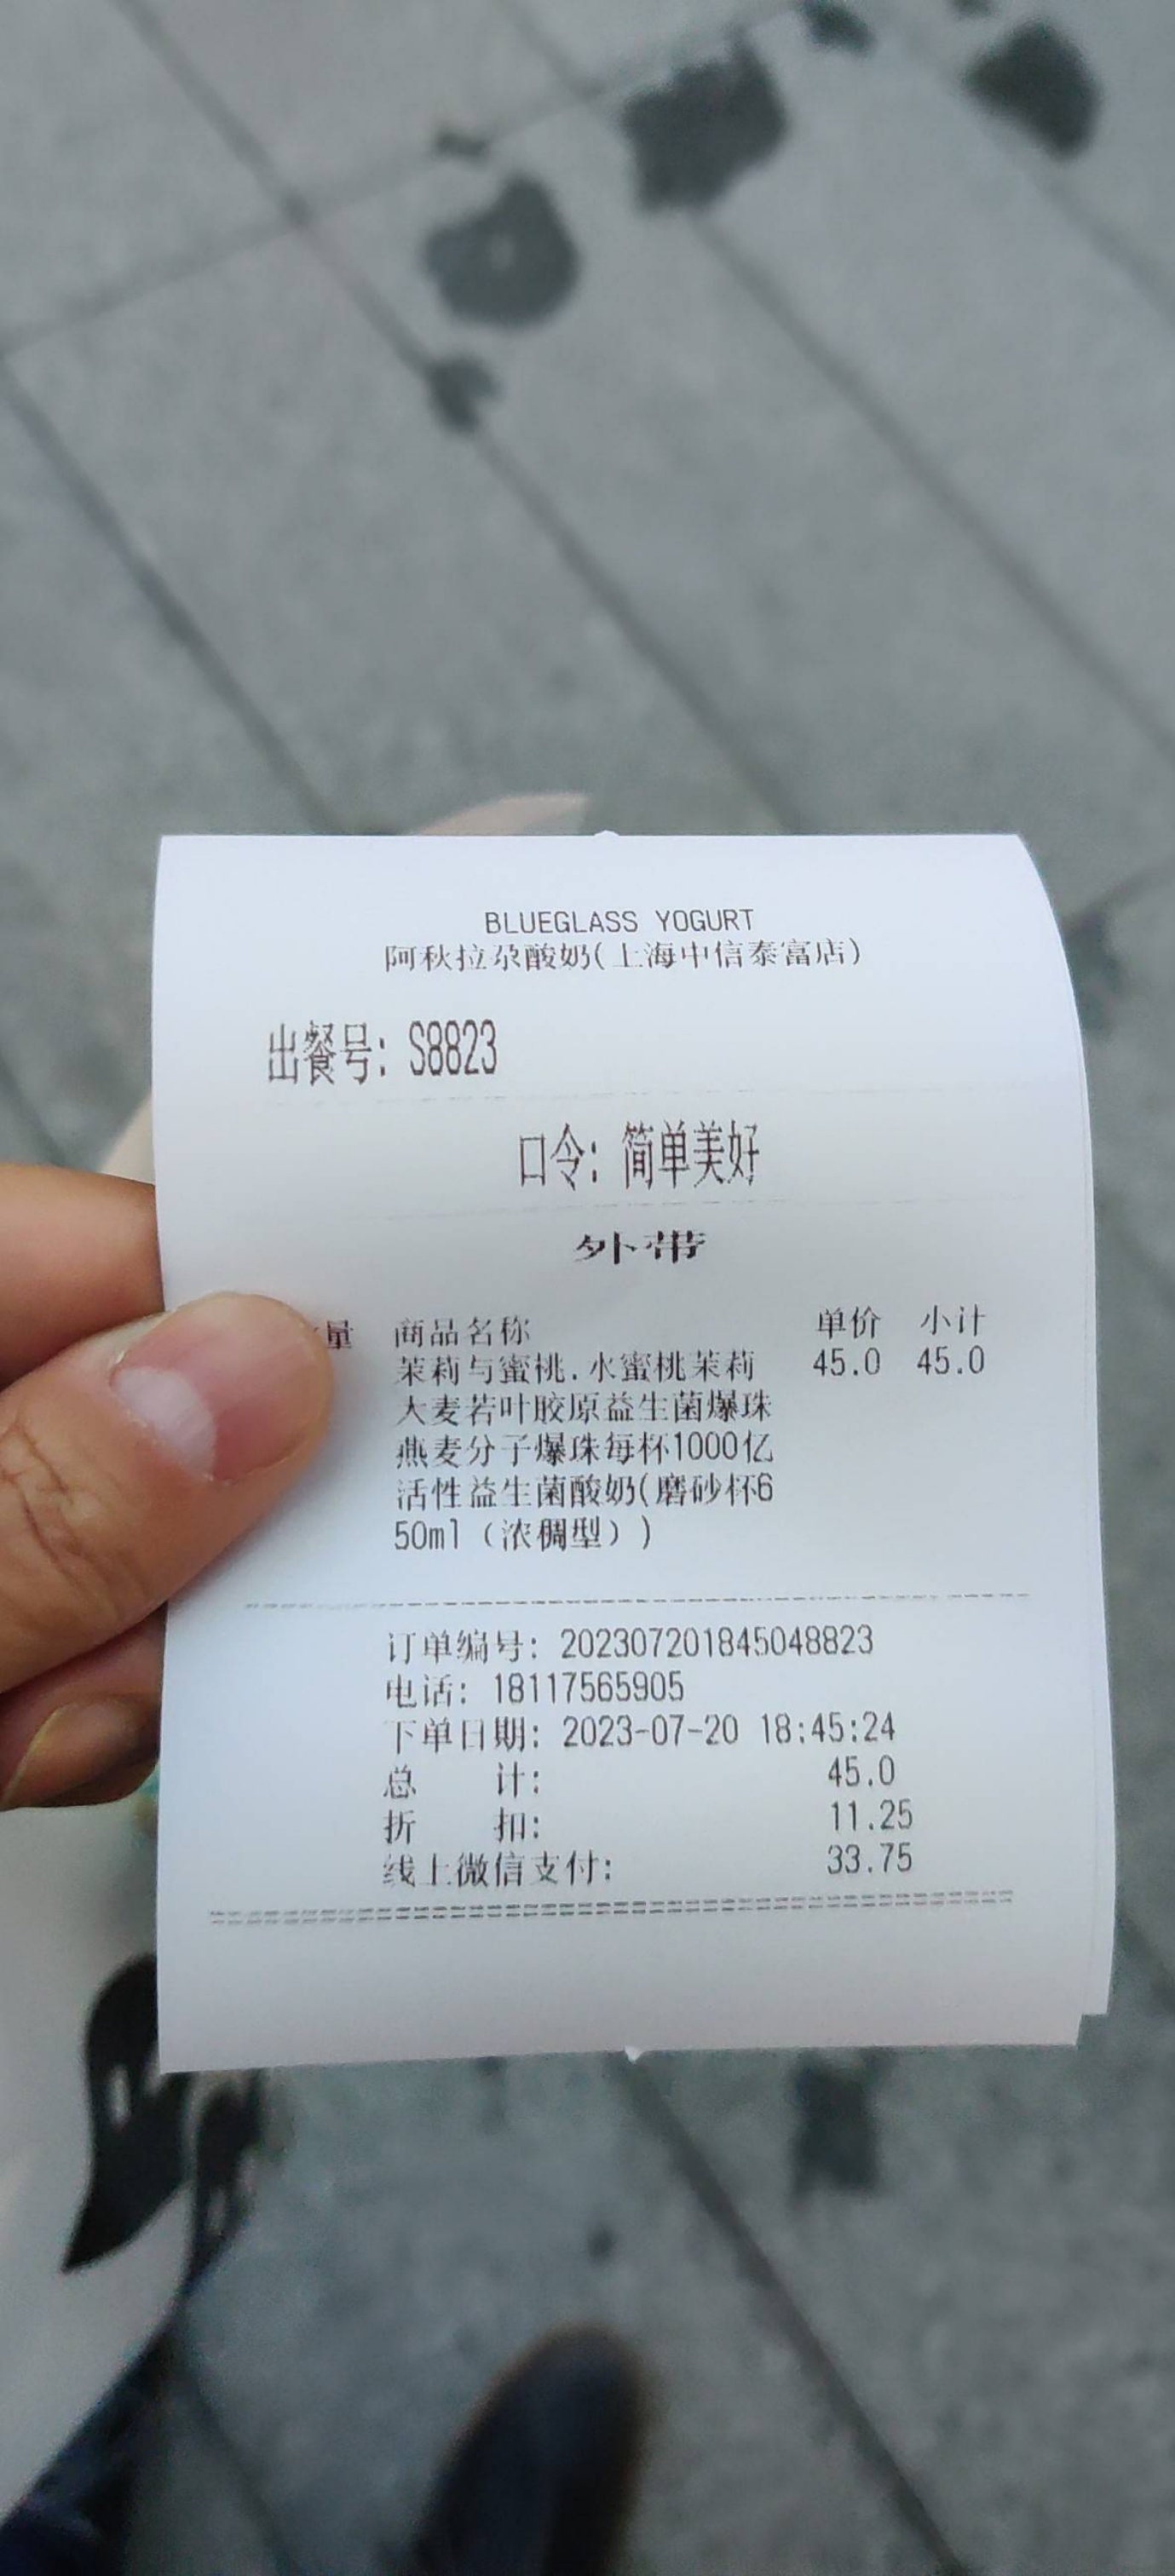 BLUEGLASS YOGURT
阿秋拉尕酸奶(上海中信泰富店)
出餐号: S8823
口令: 简单美好
外带
量 商品名称 单价 小计
茉莉与蜜桃.水蜜桃茉莉 45.0 45.0
大麦若叶胶原益生菌爆珠
燕麦分子爆珠每杯1000亿
活性益生菌酸奶(磨砂杯6
50ml（浓稠型）)
订单编号: 202307201845048823
电话: 18117565905
下单日期: 2023-07-20 18:45:24
总 计: 45.0
折 扣: 11.25
线上微信支付: 33.75